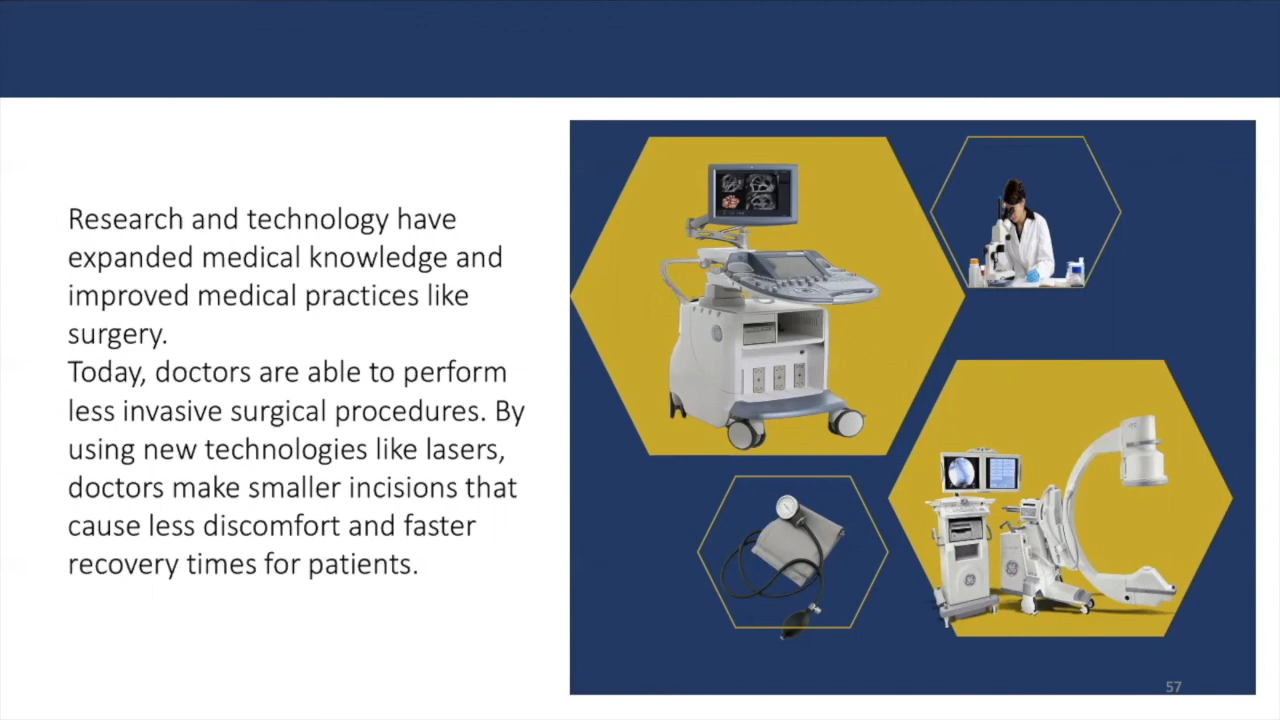 Research and technology have
expanded medical knowledge and
improved medical practices like
surgery.
Today, doctors are able to perform
less invasive surgical procedures. By
using new technologies like lasers,
doctors make smaller incisions that
cause less discomfort and faster
recovery times for patients.
57